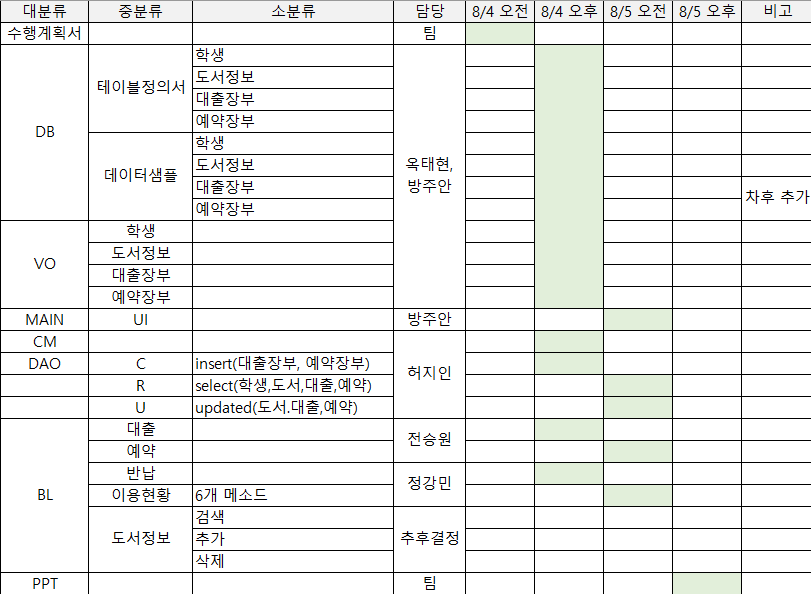 대분류 중분류 소분류 담당 8/4 오전 8/4 오후 8/5 오전 8/5 오후 비고
수행계획서 팀
DB 테이블정의서 학생
도서정보
대출장부
예약장부
데이터샘플 학생
도서정보
대출장부
예약장부
옥태현,
방주안
차후 추가
VO 학생
도서정보
대출장부
예약장부
MAIN UI 방주안
CM
DAO C insert(대출장부, 예약장부)
허지인
R select(학생,도서,대출,예약)
U updated(도서.대출,예약)
BL 대출 전승원
예약
반납 정강민
이용현황 6개 메소드
도서정보 검색
추가 추후결정
삭제
PPT 팀